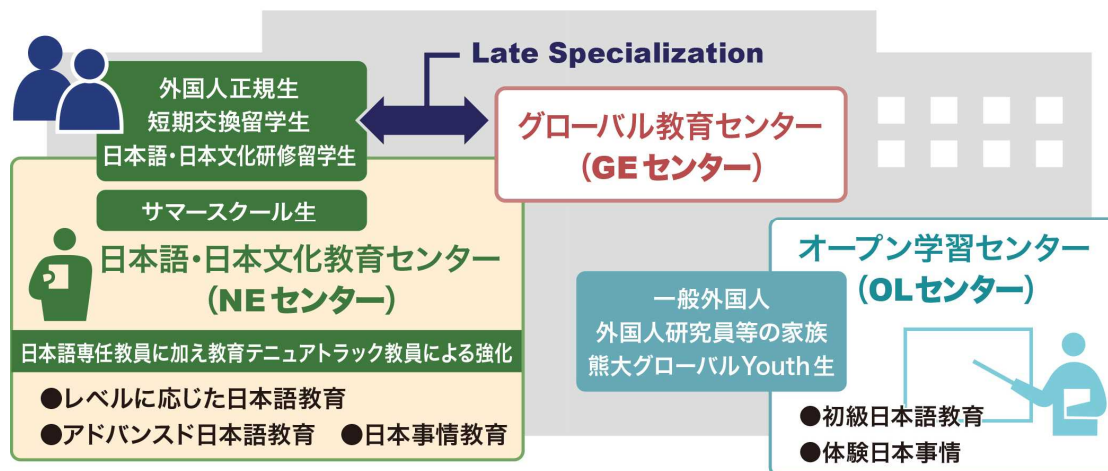 Late Specialization
外国人正規生
短期交換留学生
日本語・日本文化研修留学生
サマースクール生
グローバル教育センター
(GEセンター)
日本語・日本文化教育センター
(NEセンター)
日本語専任教員に加え教育テニュアトラック教員による強化
●レベルに応じた日本語教育
●アドバンスド日本語教育 ●日本事情教育
オープン学習センター
(OLセンター)
一般外国人
外国人研究員等の家族
熊大グローバルYouth生
●初級日本語教育
●体験日本事情